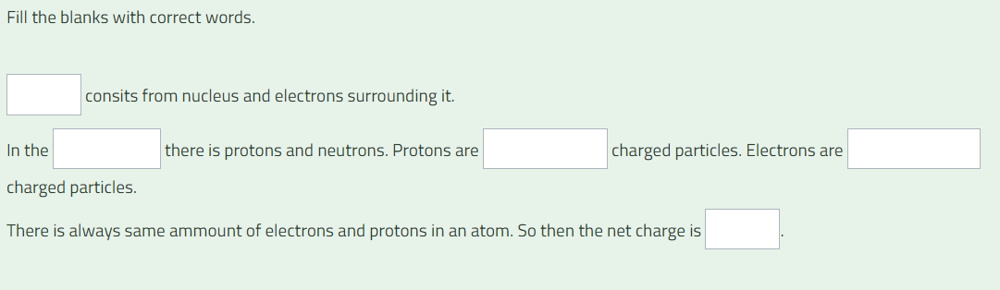 Fill the blanks with correct words.
consits from nucleus and electrons surrounding it.
In the there is protons and neutrons. Protons are charged particles. Electrons are
charged particles.
There is always same ammount of electrons and protons in an atom. So then the net charge is .